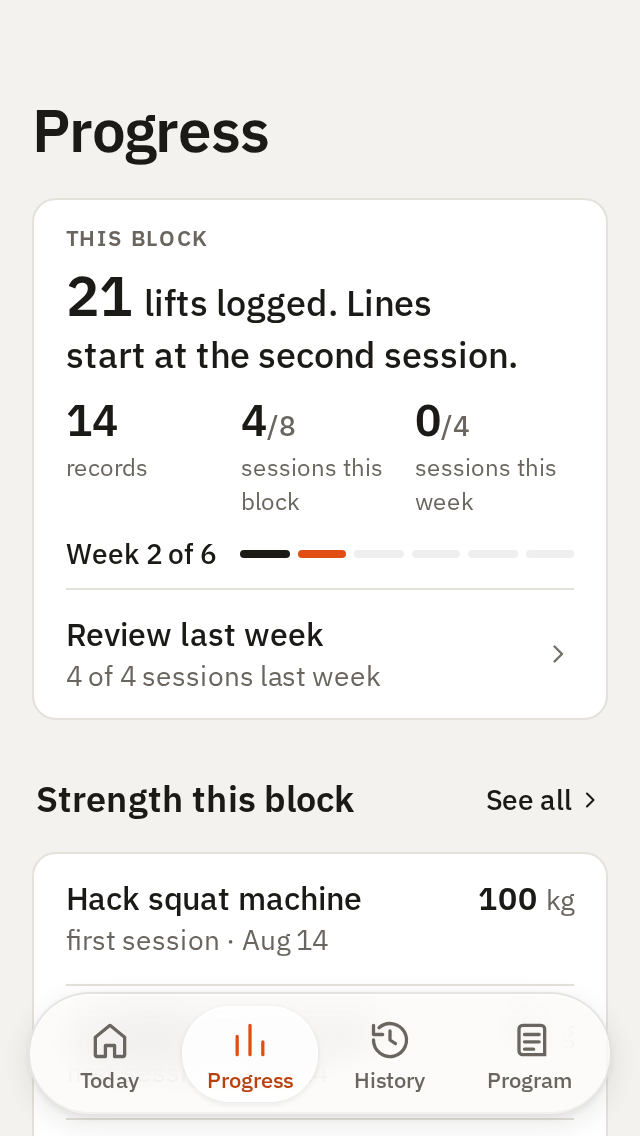 Progress
THIS BLOCK
21 lifts logged. Lines
start at the second session.
14
records
4/8
sessions this
block
0/4
sessions this
week
Week 2 of 6
Review last week
4 of 4 sessions last week
Strength this block
See all
Hack squat machine
100 kg
first session · Aug 14
Today
Progress
History
Program